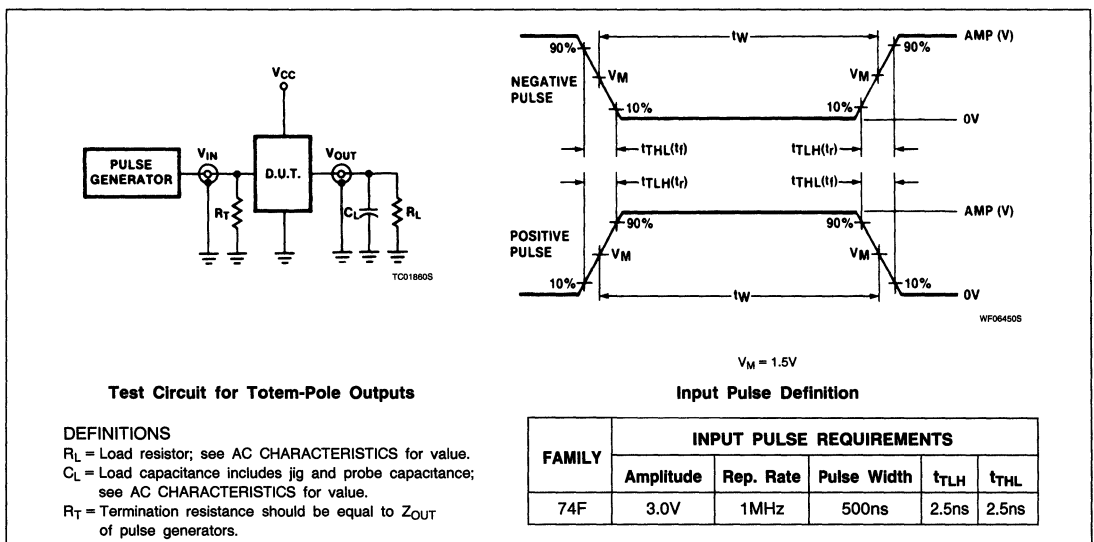 VCC
VIN
VOUT
PULSE
GENERATOR
D.U.T.
RT
CL
RL
TC01860S
Test Circuit for Totem-Pole Outputs
DEFINITIONS
RL = Load resistor; see AC CHARACTERISTICS for value.
CL = Load capacitance includes jig and probe capacitance;
see AC CHARACTERISTICS for value.
RT = Termination resistance should be equal to ZOUT
of pulse generators.
90%
tW
90%
AMP (V)
NEGATIVE
PULSE
VM
VM
10%
10%
0V
tTHL(tf)
tTLH(tr)
tTLH(tr)
tTHL(tf)
AMP (V)
90%
90%
POSITIVE
PULSE
VM
VM
10%
10%
tW
0V
WF06450S
VM = 1.5V
Input Pulse Definition
FAMILY
INPUT PULSE REQUIREMENTS
Amplitude Rep. Rate Pulse Width tTLH tTHL
74F 3.0V 1MHz 500ns 2.5ns 2.5ns